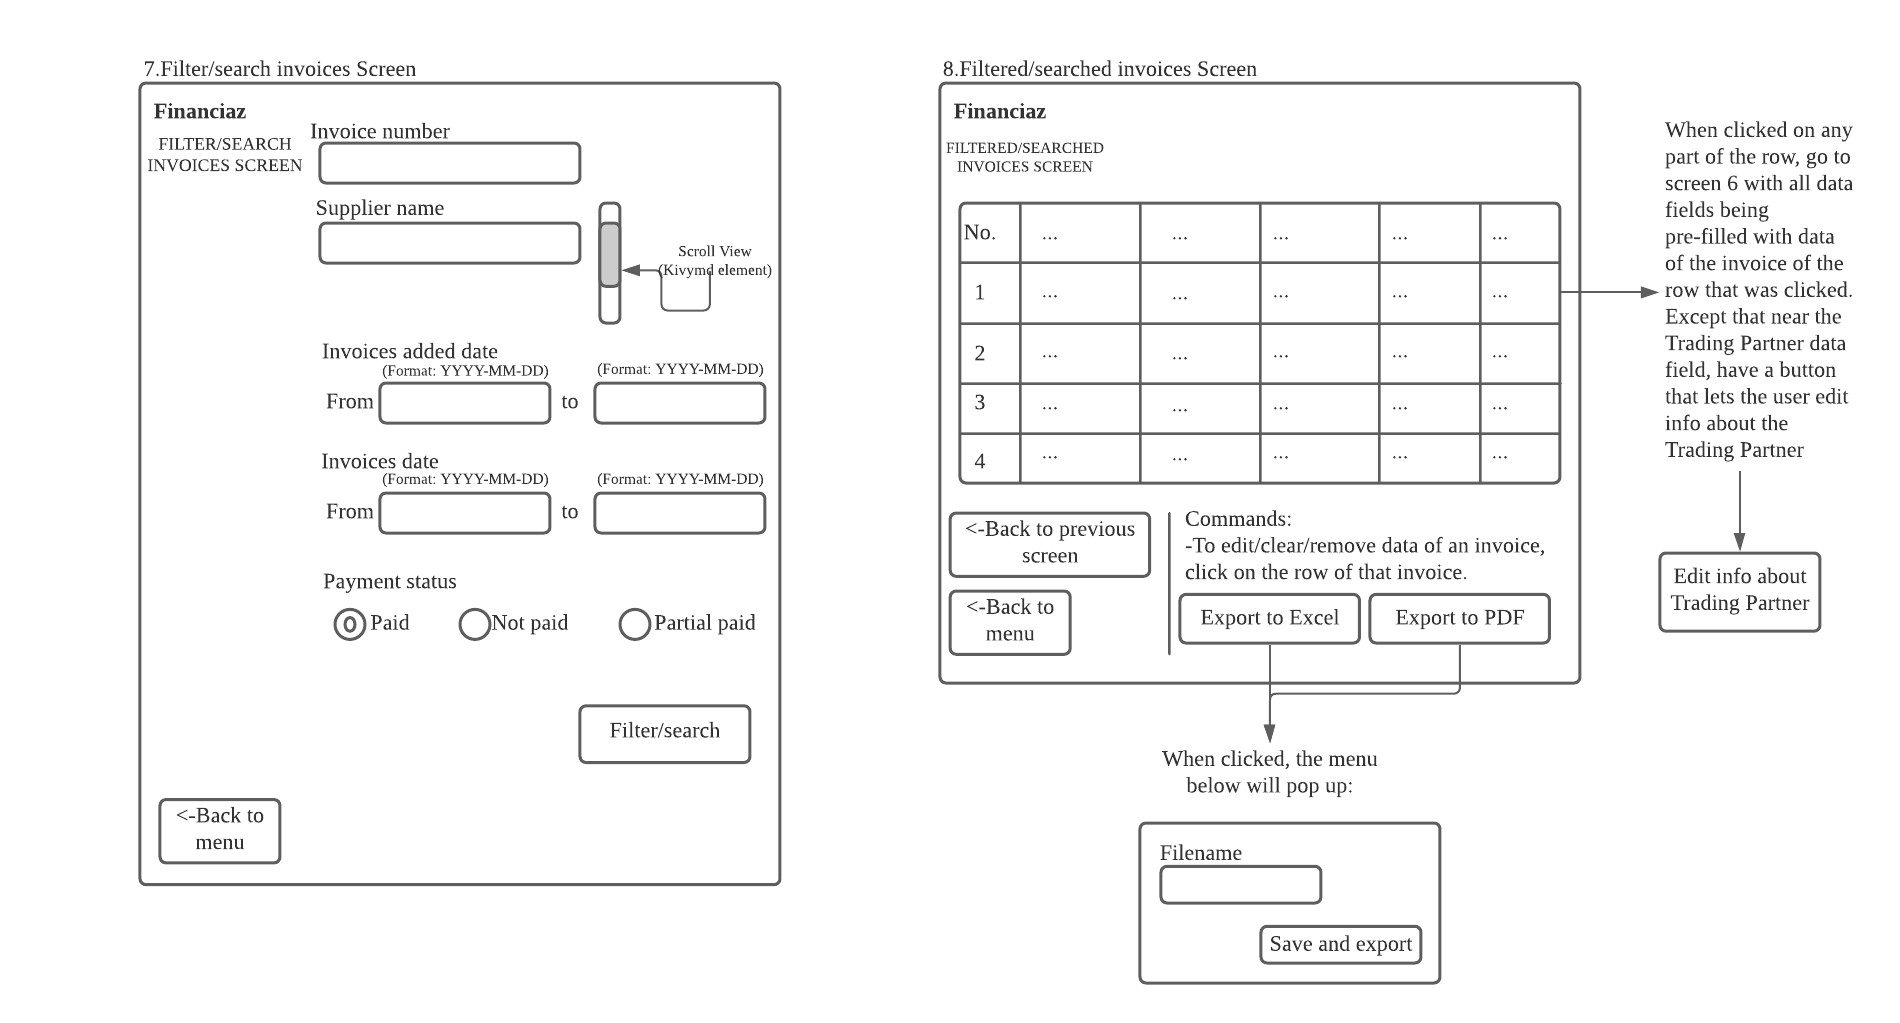 7.Filter/search invoices Screen
Financiaz
FILTER/SEARCH
INVOICES SCREEN
Invoice number
Supplier name
Scroll View
(Kivymd element)
Invoices added date
(Format: YYYY-MM-DD)
(Format: YYYY-MM-DD)
From
to
Invoices date
(Format: YYYY-MM-DD)
(Format: YYYY-MM-DD)
From
to
Payment status
Paid
Not paid
Partial paid
Filter/search
<-Back to
menu
8.Filtered/searched invoices Screen
Financiaz
FILTERED/SEARCHED
INVOICES SCREEN
No. ... ... ... ... ...
1 ... ... ... ... ...
2 ... ... ... ... ...
3 ... ... ... ... ...
4 ... ... ... ... ...
<-Back to previous
screen
<-Back to
menu
Commands:
-To edit/clear/remove data of an invoice,
click on the row of that invoice.
Export to Excel
Export to PDF
When clicked, the menu
below will pop up:
Filename
Save and export
When clicked on any
part of the row, go to
screen 6 with all data
fields being
pre-filled with data
of the invoice of the
row that was clicked.
Except that near the
Trading Partner data
field, have a button
that lets the user edit
info about the
Trading Partner
Edit info about
Trading Partner